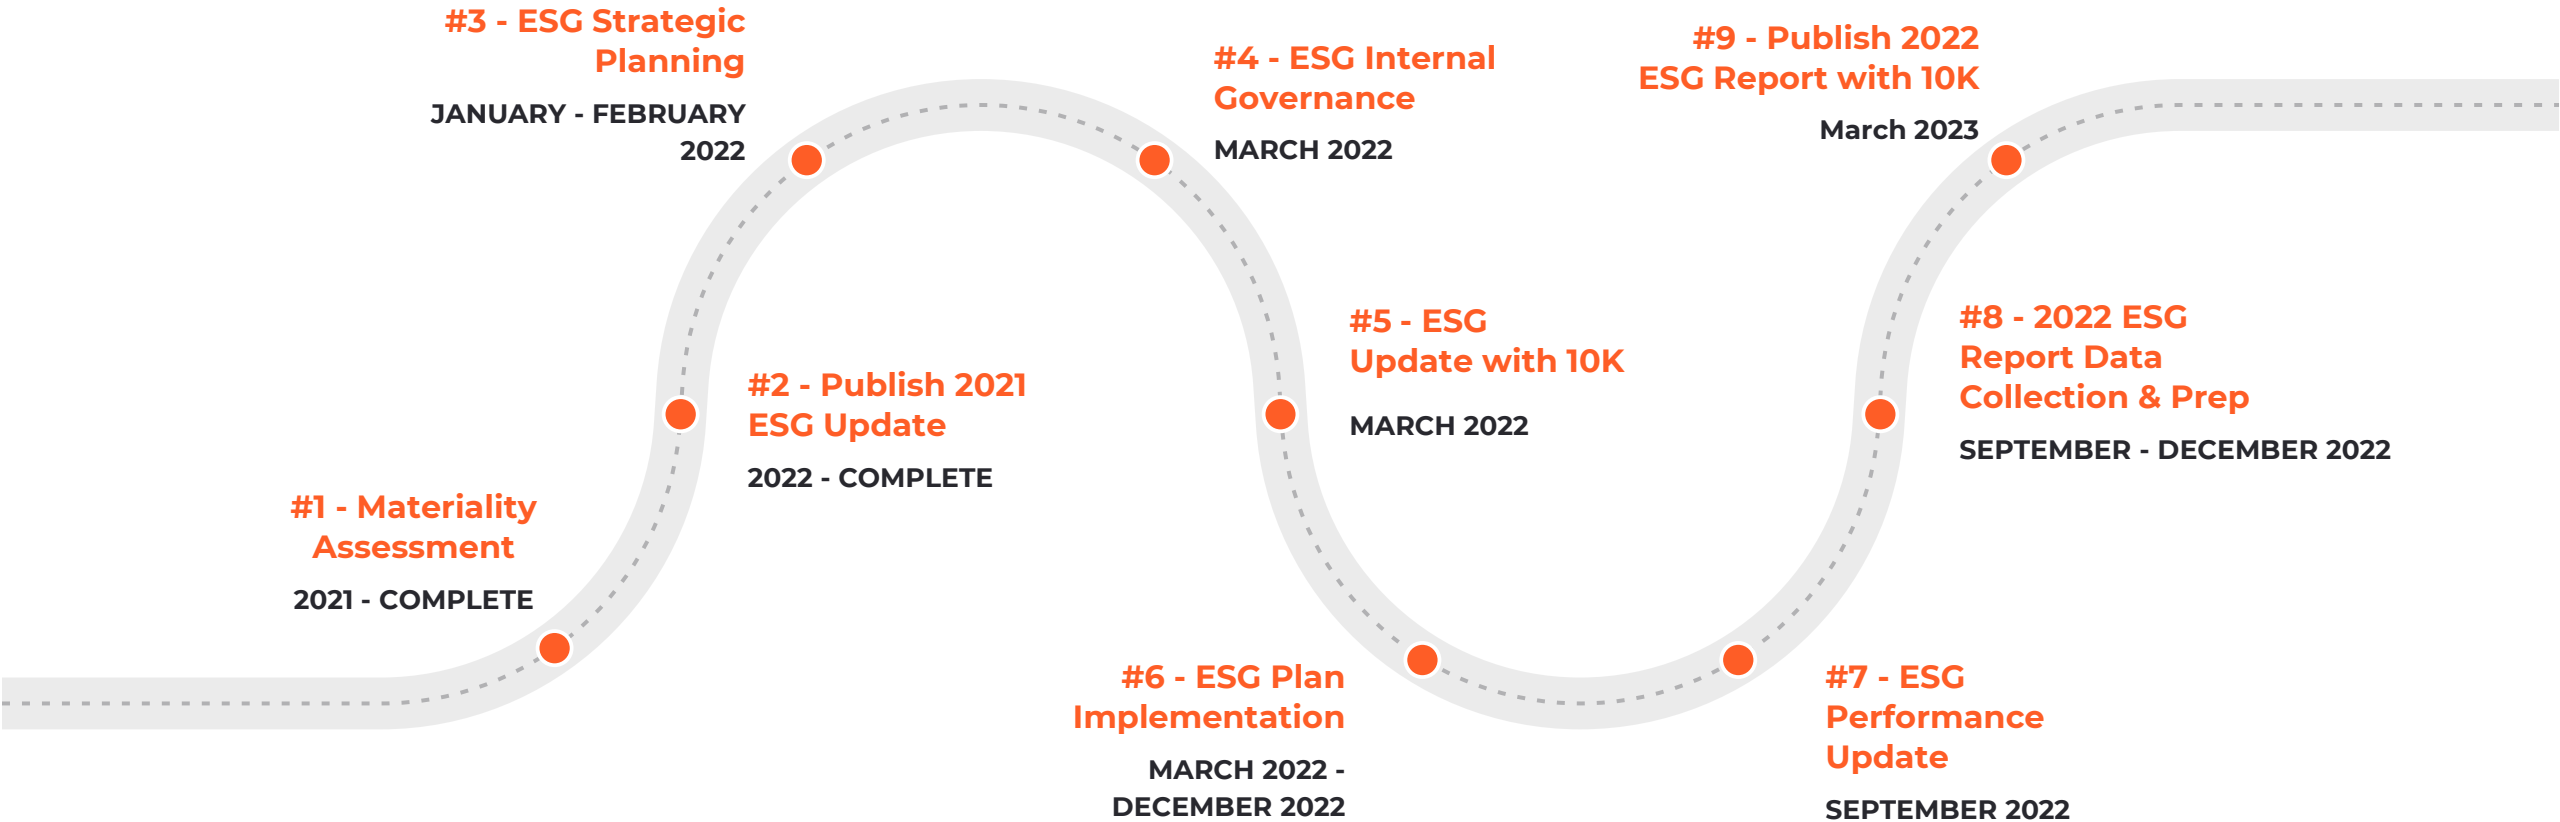 #1 - Materiality
Assessment
2021 - COMPLETE
#2 - Publish 2021
ESG Update
2022 - COMPLETE
#3 - ESG Strategic
Planning
JANUARY - FEBRUARY
2022
#4 - ESG Internal
Governance
MARCH 2022
#5 - ESG
Update with 10K
MARCH 2022
#6 - ESG Plan
Implementation
MARCH 2022 -
DECEMBER 2022
#7 - ESG
Performance
Update
SEPTEMBER 2022
#8 - 2022 ESG
Report Data
Collection & Prep
SEPTEMBER - DECEMBER 2022
#9 - Publish 2022
ESG Report with 10K
March 2023